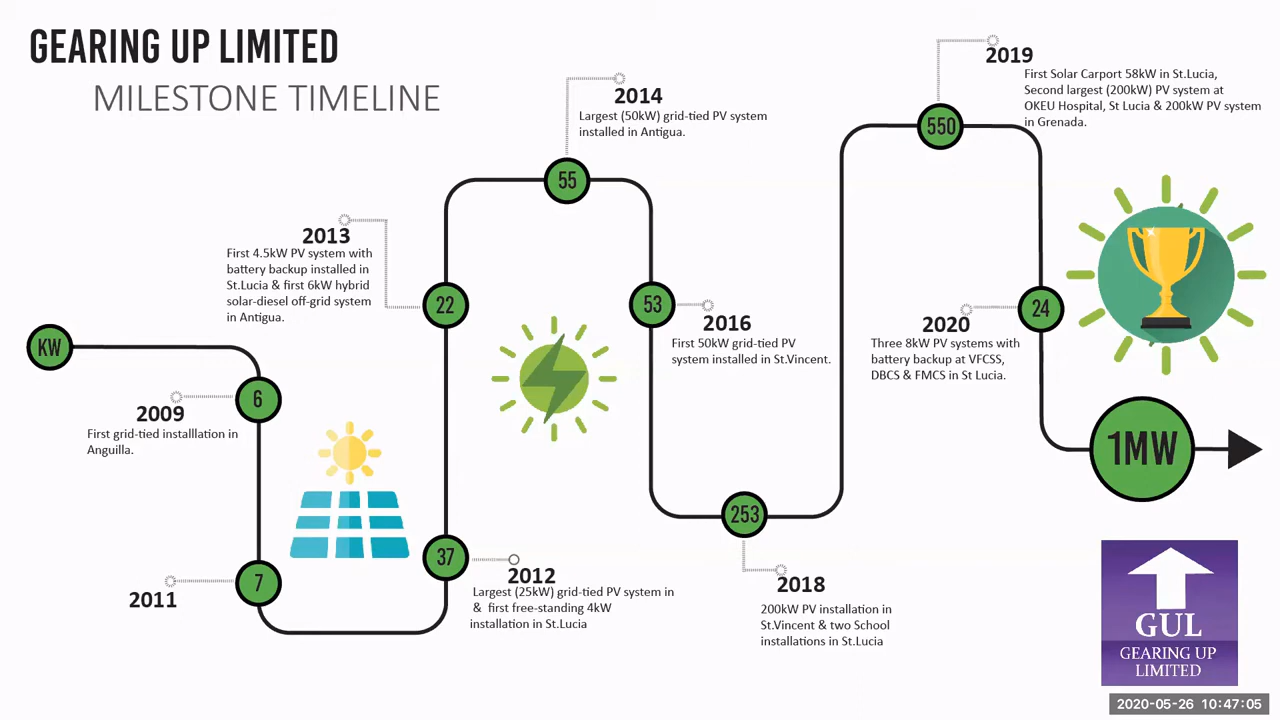 GEARING UP LIMITED
MILESTONE TIMELINE
KW
6
2009
First grid-tied installlation in
Anguilla.
7
2011
37
2012
Largest (25kW) grid-tied PV system in
& first free-standing 4kW
installation in St.Lucia
22
2013
First 4.5kW PV system with
battery backup installed in
St.Lucia & first 6kW hybrid
solar-diesel off-grid system
in Antigua.
55
2014
Largest (50kW) grid-tied PV system
installed in Antigua.
53
2016
First 50kW grid-tied PV
system installed in St.Vincent.
253
2018
200kW PV installation in
St.Vincent & two School
installations in St.Lucia
550
2019
First Solar Carport 58kW in St.Lucia,
Second largest (200kW) PV system at
OKEU Hospital, St Lucia & 200kW PV system
in Grenada.
24
2020
Three 8kW PV systems with
battery backup at VFCSS,
DBCS & FMCS in St Lucia.
1MW
GUL
GEARING UP
LIMITED
2020-05-26 10:47:05